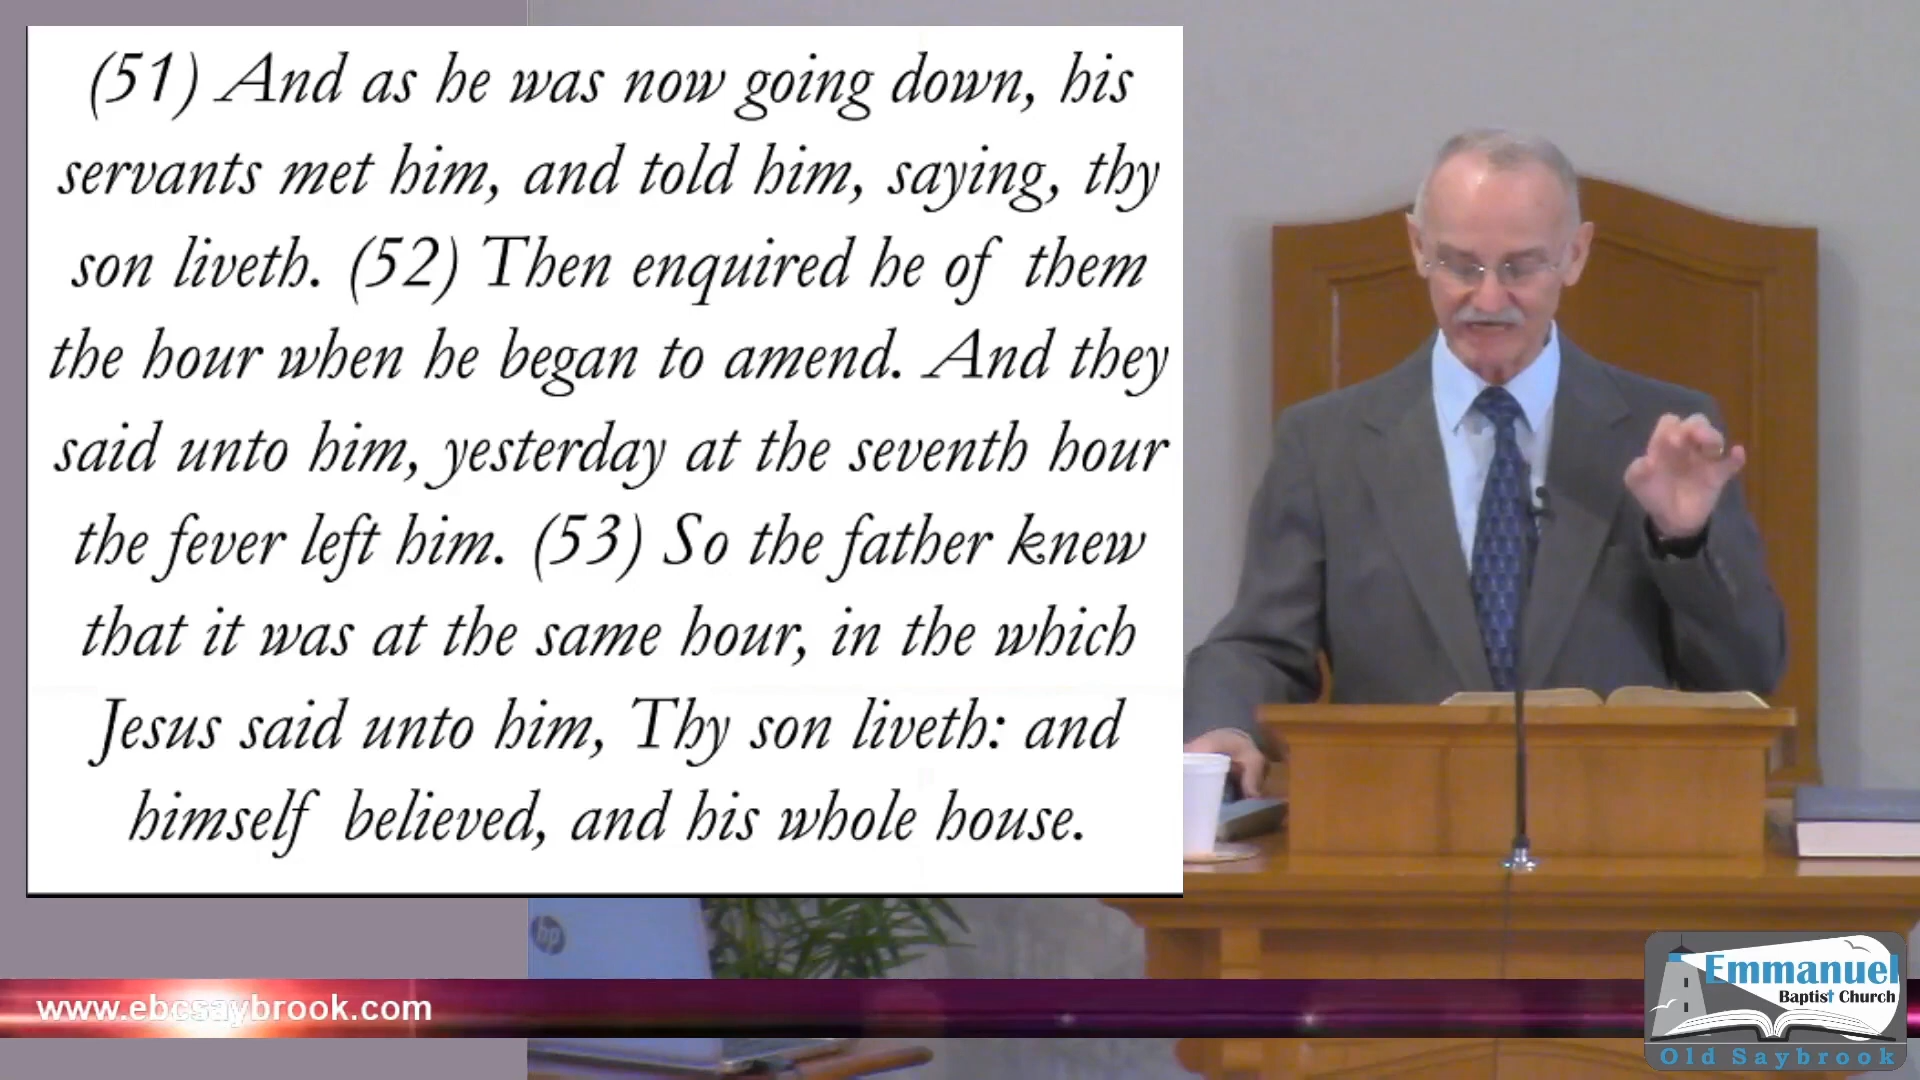 (51) And as he was now going down, his
servants met him, and told him, saying, thy
son liveth. (52) Then enquired he of them
the hour when he began to amend. And they
said unto him, yesterday at the seventh hour
the fever left him. (53) So the father knew
that it was at the same hour, in the which
Jesus said unto him, Thy son liveth: and
himself believed, and his whole house.
hp
www.ebcsaybrook.com
Emmanuel
Baptist Church
Old Saybrook